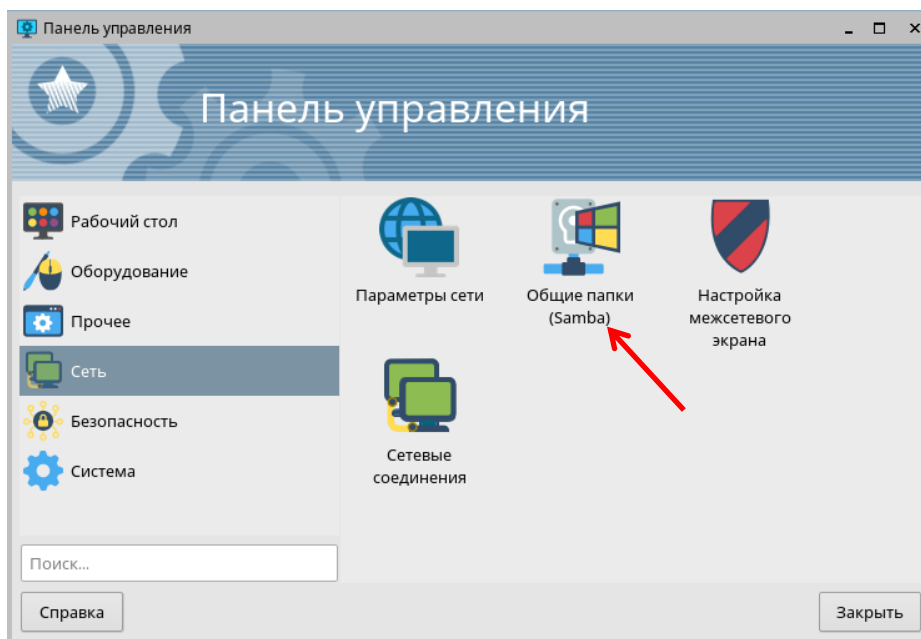 Панель управления
Панель управления
Рабочий стол
Оборудование
Прочее
Сеть
Безопасность
Система
Поиск...
Параметры сети
Общие папки
(Samba)
Настройка
межсетевого
экрана
Сетевые
соединения
Справка
Закрыть